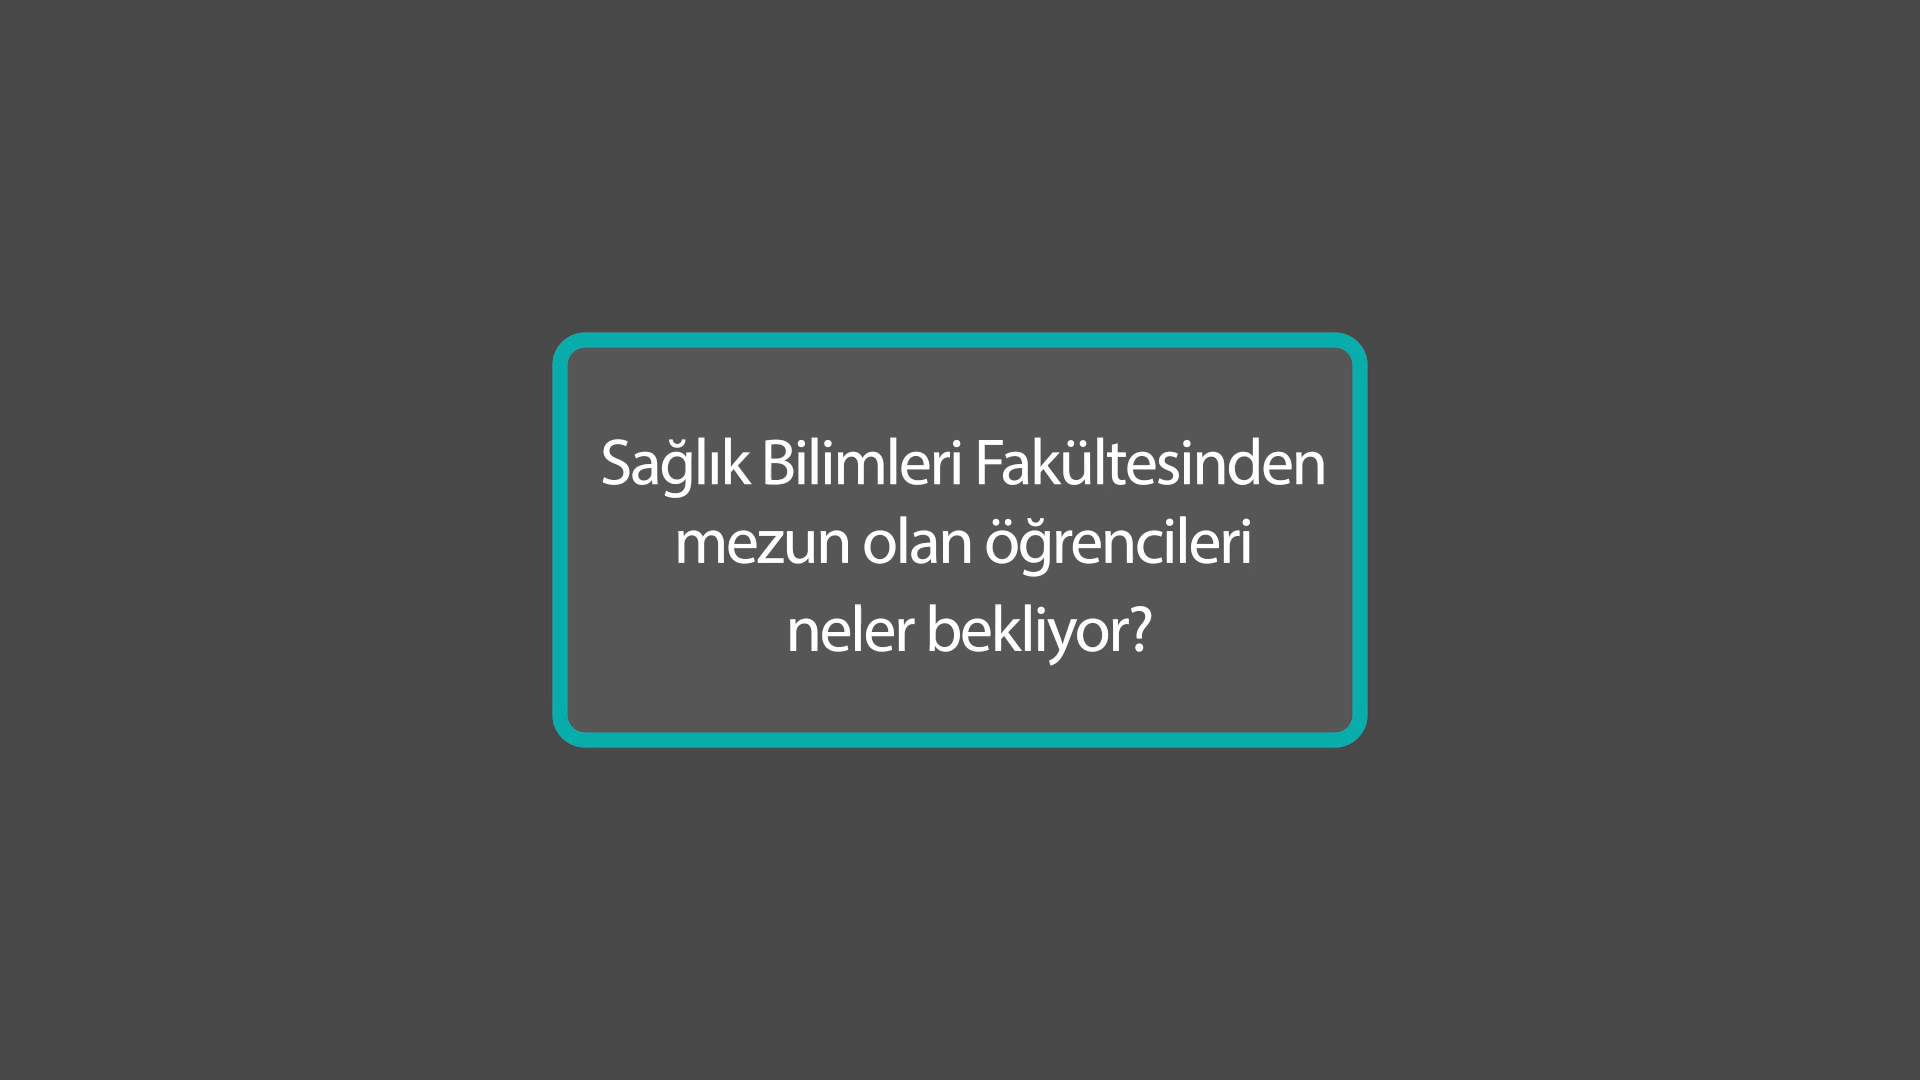 Sağlık Bilimleri Fakültesinden
mezun olan öğrencileri
neler bekliyor?